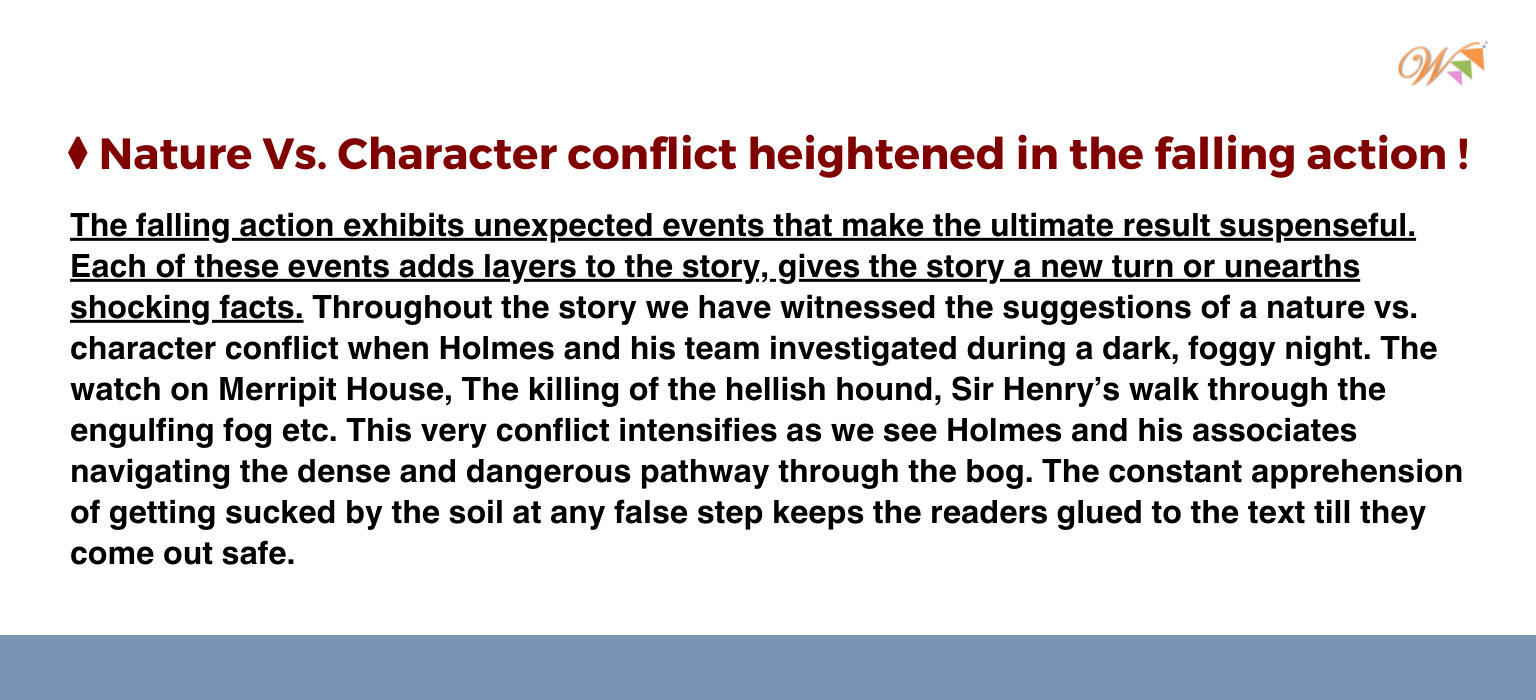 W
♦ Nature Vs. Character conflict heightened in the falling action !
The falling action exhibits unexpected events that make the ultimate result suspenseful.
Each of these events adds layers to the story, gives the story a new turn or unearths
shocking facts. Throughout the story we have witnessed the suggestions of a nature vs.
character conflict when Holmes and his team investigated during a dark, foggy night. The
watch on Merripit House, The killing of the hellish hound, Sir Henry’s walk through the
engulfing fog etc. This very conflict intensifies as we see Holmes and his associates
navigating the dense and dangerous pathway through the bog. The constant apprehension
of getting sucked by the soil at any false step keeps the readers glued to the text till they
come out safe.